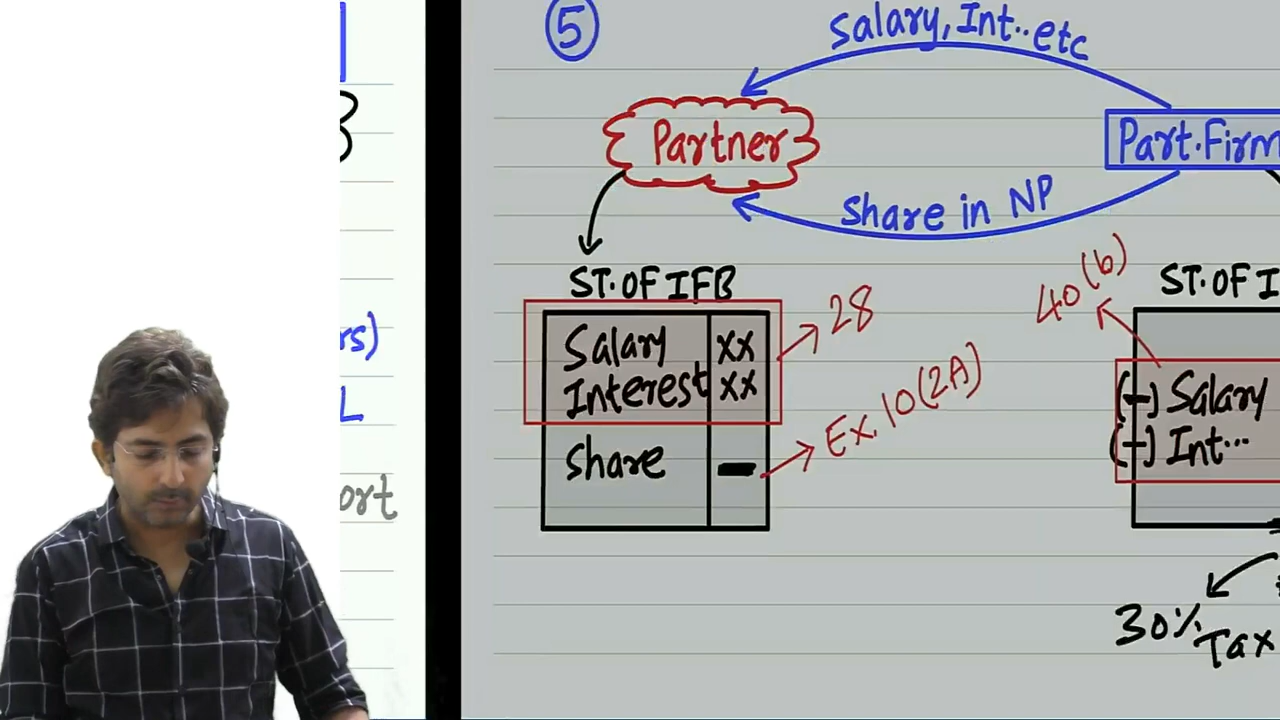 rs)
L
ort
5
Salary, Int..etc
Partner
Part.Firm
Share in NP
ST.OF IFB
28
40(b)
ST.OF I
Salary xx
Interest xx
Ex.10(2A)
Share -
(-) Salary
(-) Int...
30%
Tax